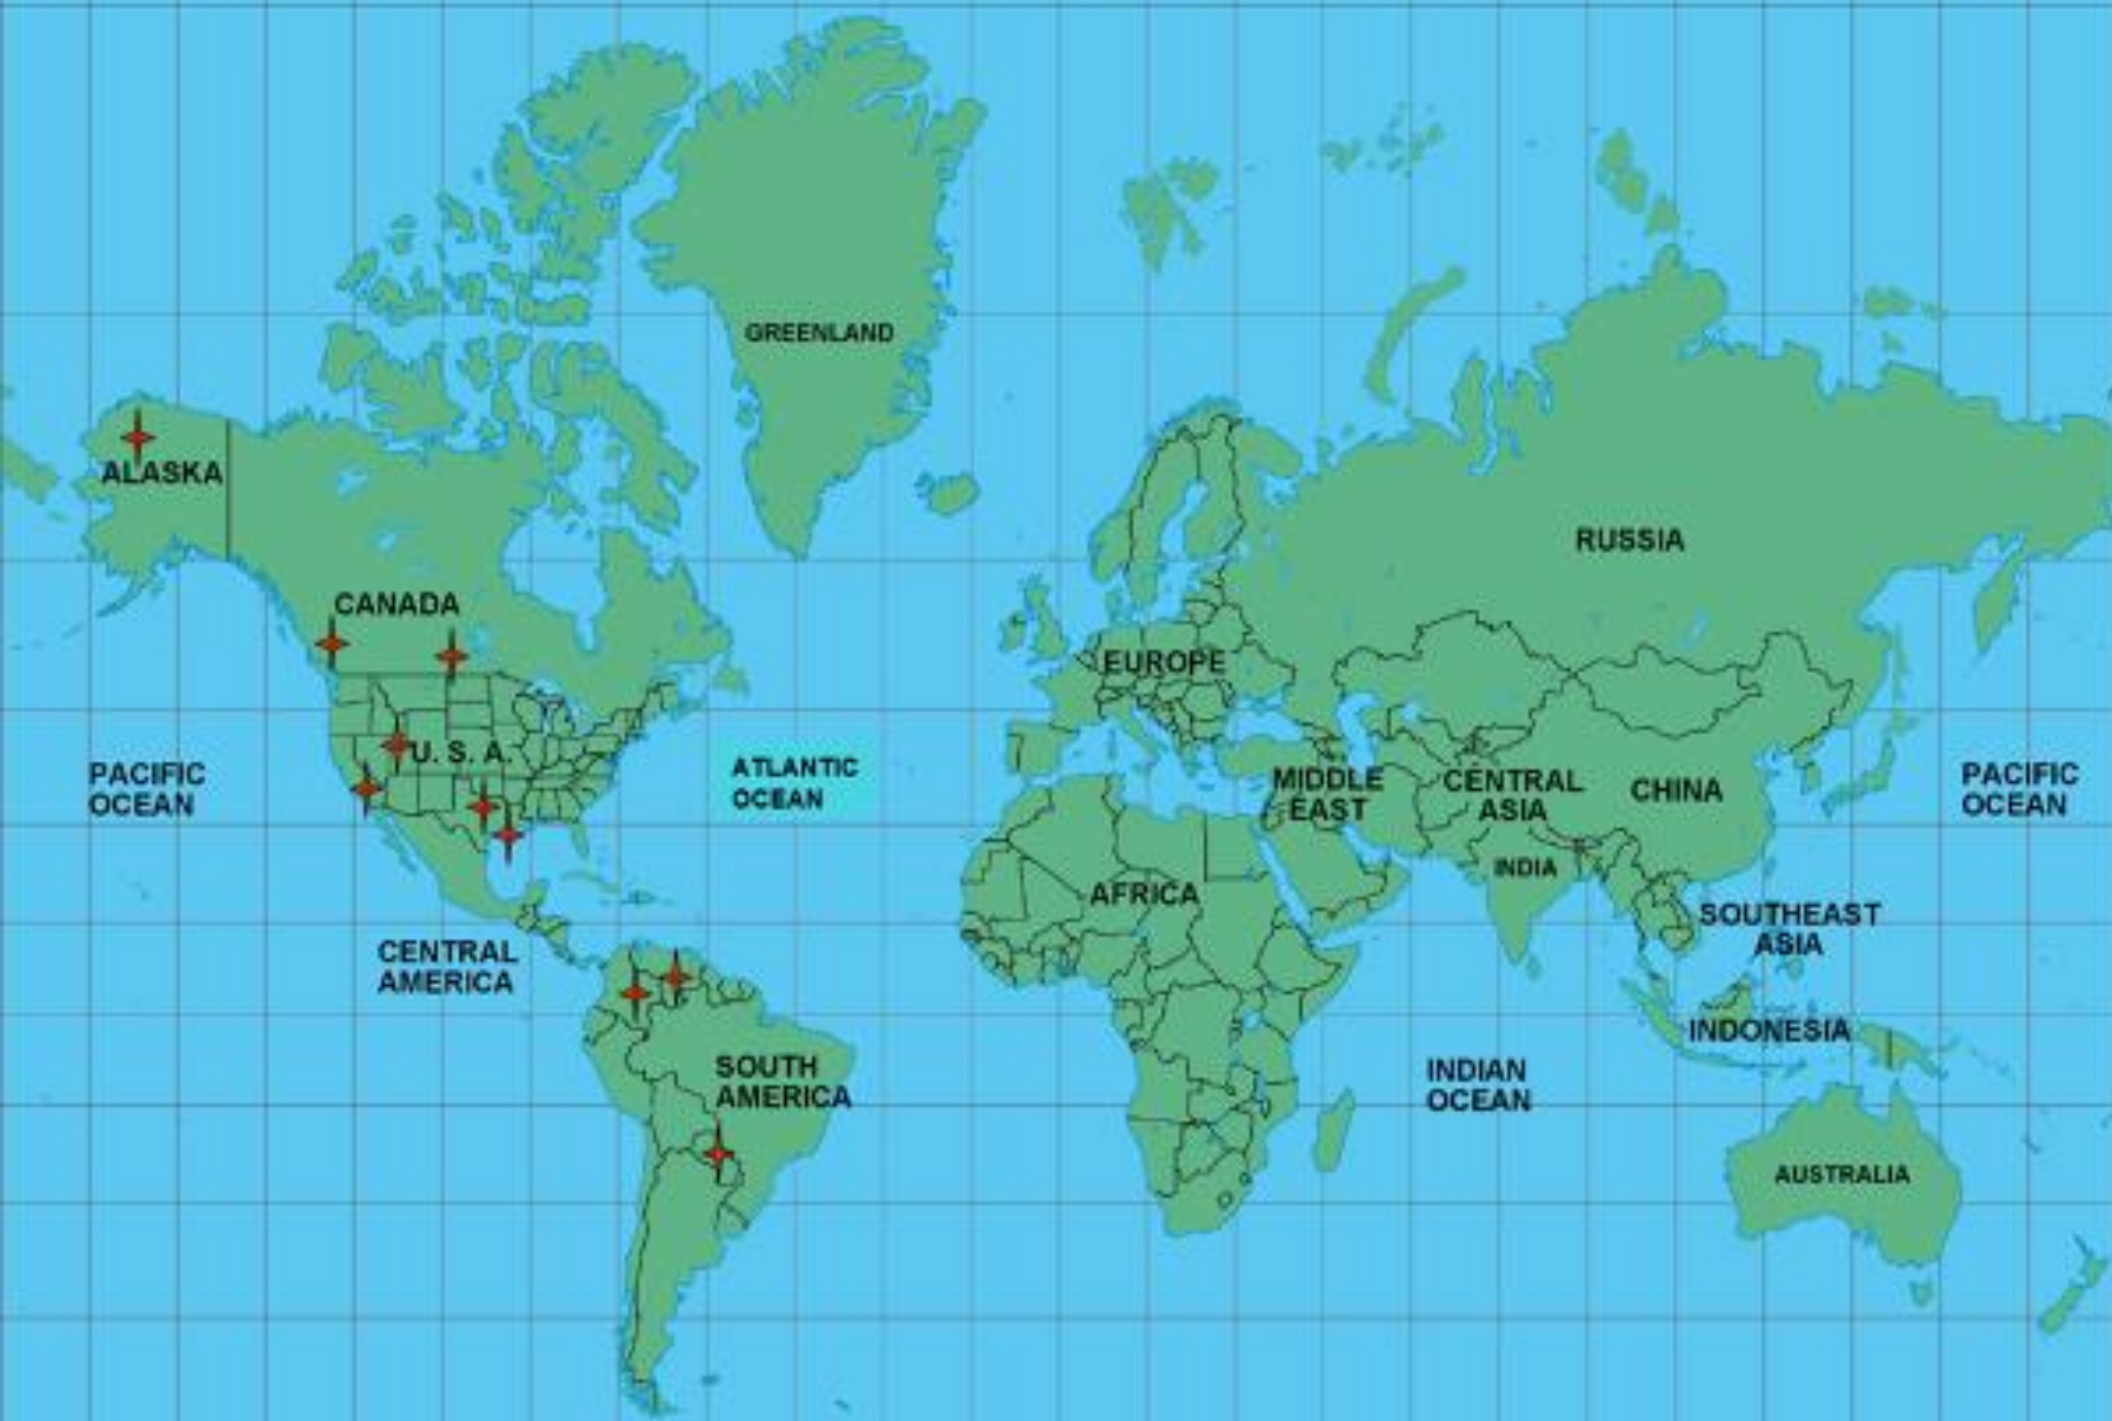 GREENLAND
ALASKA
RUSSIA
CANADA
EUROPE
U. S. A.
PACIFIC
OCEAN
ATLANTIC
OCEAN
MIDDLE
EAST
CENTRAL
ASIA
CHINA
PACIFIC
OCEAN
INDIA
AFRICA
SOUTHEAST
ASIA
CENTRAL
AMERICA
INDONESIA
SOUTH
AMERICA
INDIAN
OCEAN
AUSTRALIA